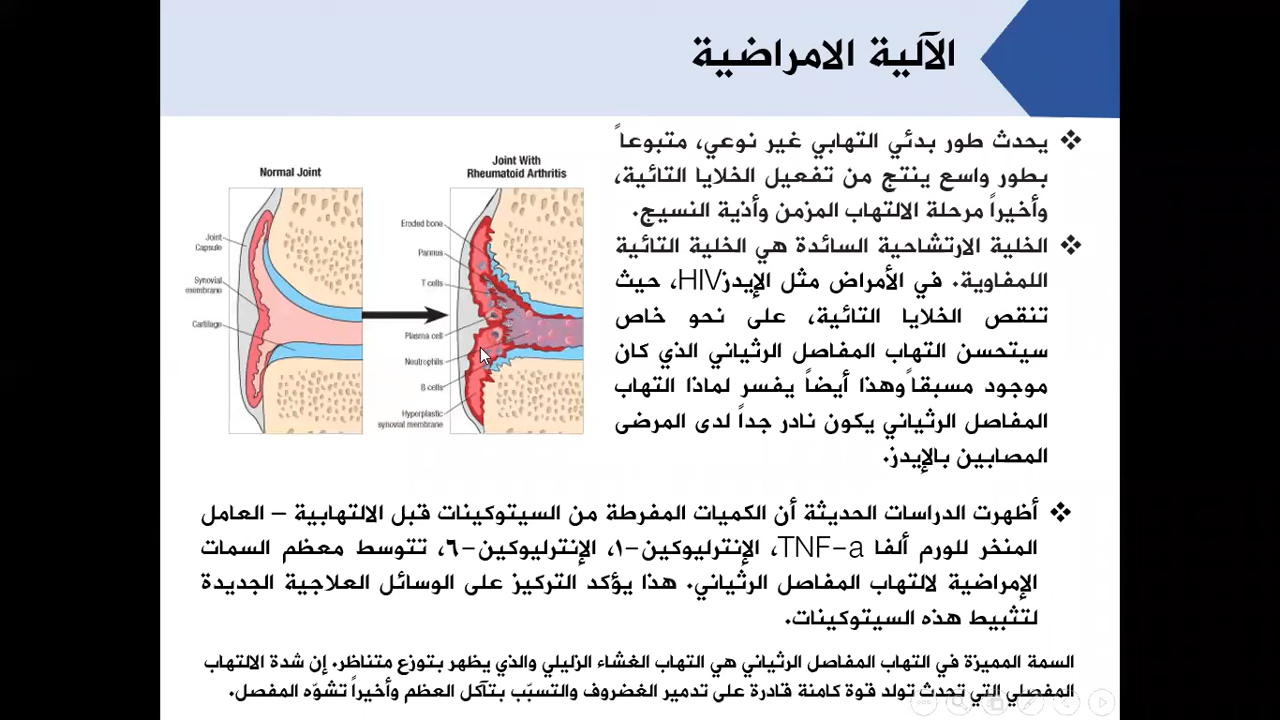 الآلية الامراضية
❖ يحدث طور بدئي التهابي غير نوعي، متبوعاً
بطور واسع ينتج من تفعيل الخلايا التائية،
وأخيراً مرحلة الالتهاب المزمن وأذية النسيج.
❖ الخلية الارتشاحية السائدة هي الخلية التائية
اللمفاوية. في الأمراض مثل الإيدزHIV، حيث
تنقص الخلايا التائية، على نحو خاص
سيتحسن التهاب المفاصل الرثياني الذي كان
موجود مسبقاً وهذا أيضاً يفسر لماذا التهاب
المفاصل الرثياني يكون نادر جداً لدى المرضى
المصابين بالإيدز.
Normal Joint
Joint
Capsule
Synovial
membrane
Cartilage
Joint With
Rheumatoid Arthritis
Eroded bone
Pannus
T cells
Plasma cell
Neutrophils
B cells
Hyperplastic
synovial membrane
❖ أظهرت الدراسات الحديثة أن الكميات المفرطة من السيتوكينات قبل الالتهابية – العامل
المنخر للورم ألفا TNF-a، الإنترليوكين-١، الإنترليوكين-٦، تتوسط معظم السمات
الإمراضية لالتهاب المفاصل الرثياني. هذا يؤكد التركيز على الوسائل العلاجية الجديدة
لتثبيط هذه السيتوكينات.
السمة المميزة في التهاب المفاصل الرثياني هي التهاب الغشاء الزليلي والذي يظهر بتوزع متناظر. إن شدة الالتهاب
المفصلي التي تحدث تولد قوة كامنة قادرة على تدمير الغضروف والتسبّب بتآكل العظم وأخيراً تشوّه المفصل.